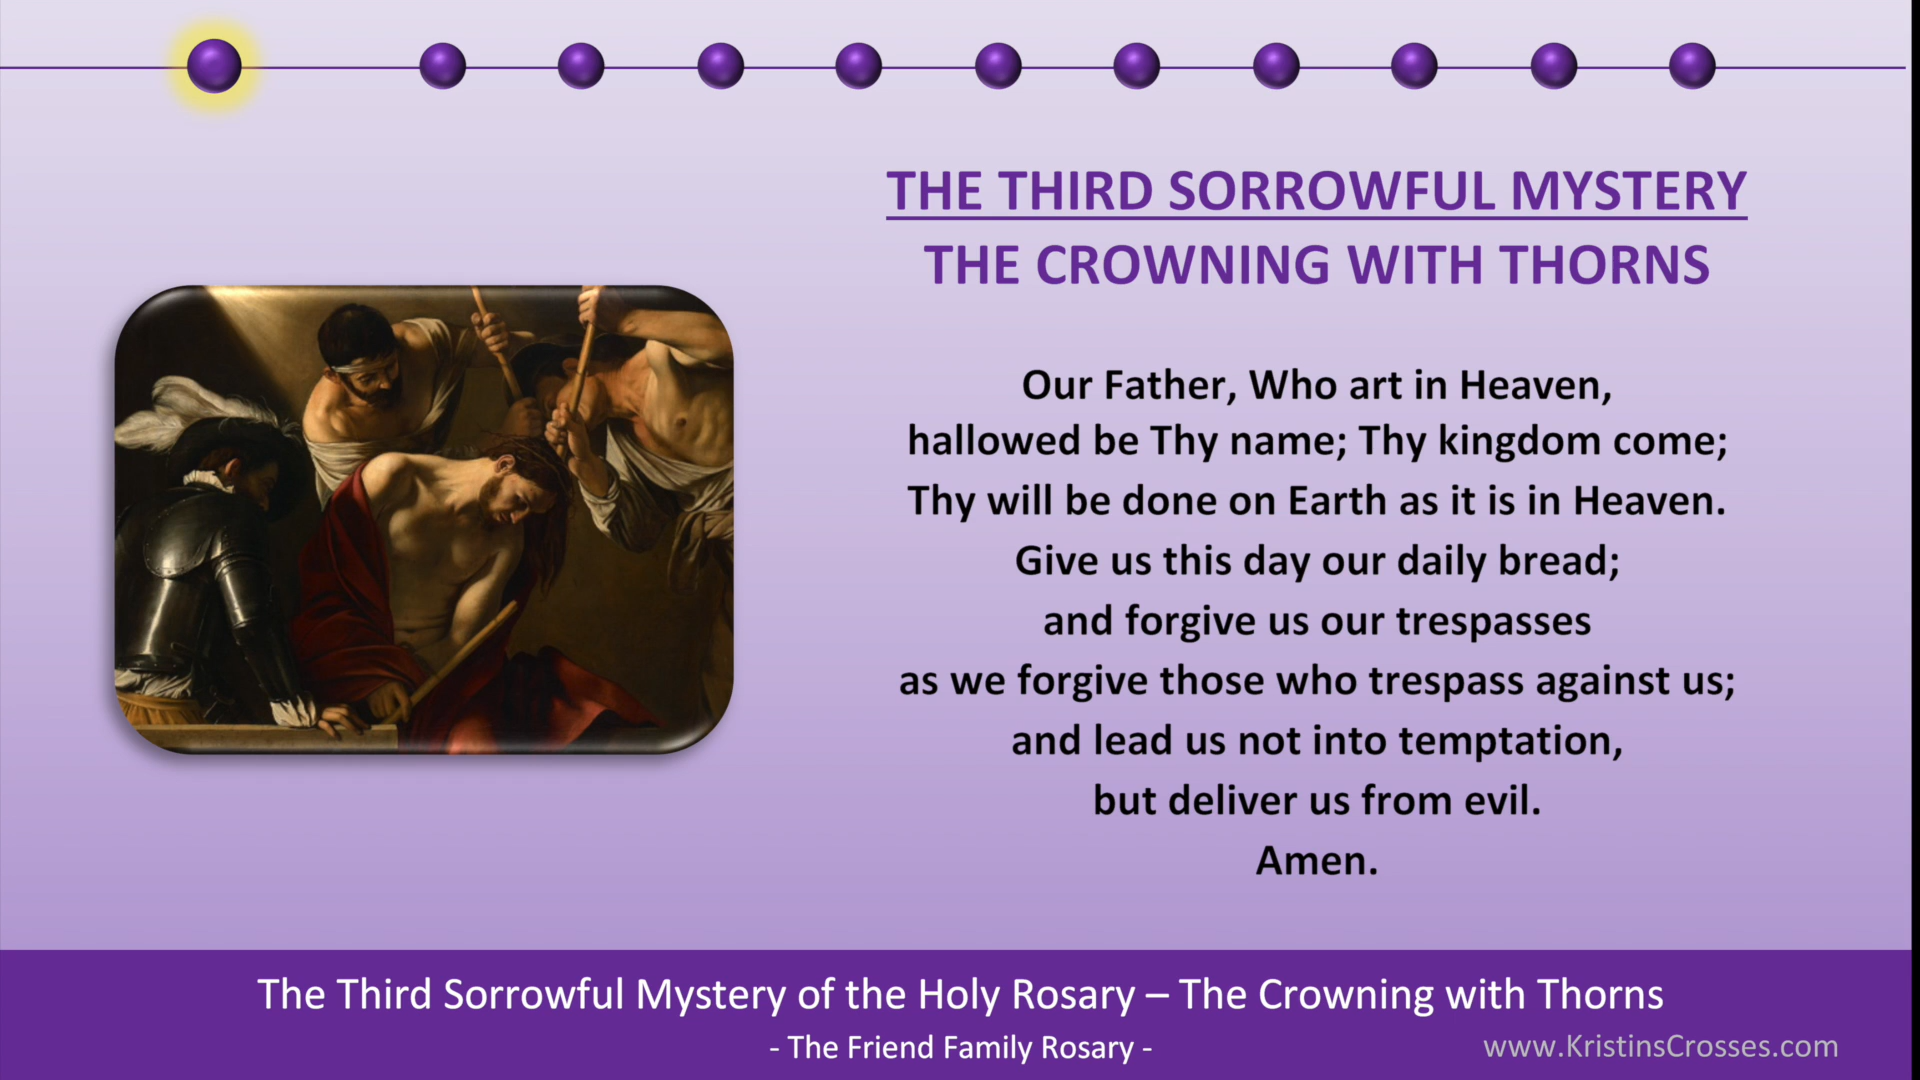 THE THIRD SORROWFUL MYSTERY
THE CROWNING WITH THORNS
Our Father, Who art in Heaven,
hallowed be Thy name; Thy kingdom come;
Thy will be done on Earth as it is in Heaven.
Give us this day our daily bread;
and forgive us our trespasses
as we forgive those who trespass against us;
and lead us not into temptation,
but deliver us from evil.
Amen.
The Third Sorrowful Mystery of the Holy Rosary – The Crowning with Thorns
- The Friend Family Rosary -
www.KristinsCrosses.com